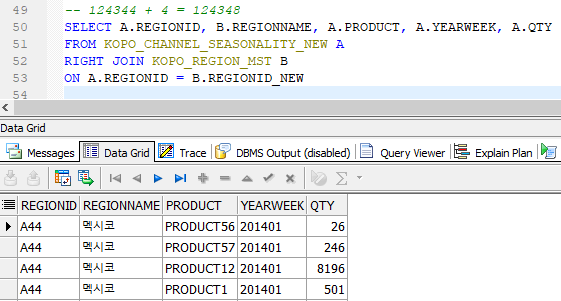 49 -- 124344 + 4 = 124348
50 SELECT A.REGIONID, B.REGIONNAME, A.PRODUCT, A.YEARWEEK, A.QTY
51 FROM KOPO_CHANNEL_SEASONALITY_NEW A
52 RIGHT JOIN KOPO_REGION_MST B
53 ON A.REGIONID = B.REGIONID_NEW
54
Data Grid
Messages Data Grid Trace DBMS Output (disabled) Query Viewer Explain Plan
REGIONID REGIONNAME PRODUCT YEARWEEK QTY
A44 멕시코 PRODUCT56 201401 26
A44 멕시코 PRODUCT57 201401 246
A44 멕시코 PRODUCT12 201401 8196
A44 멕시코 PRODUCT1 201401 501